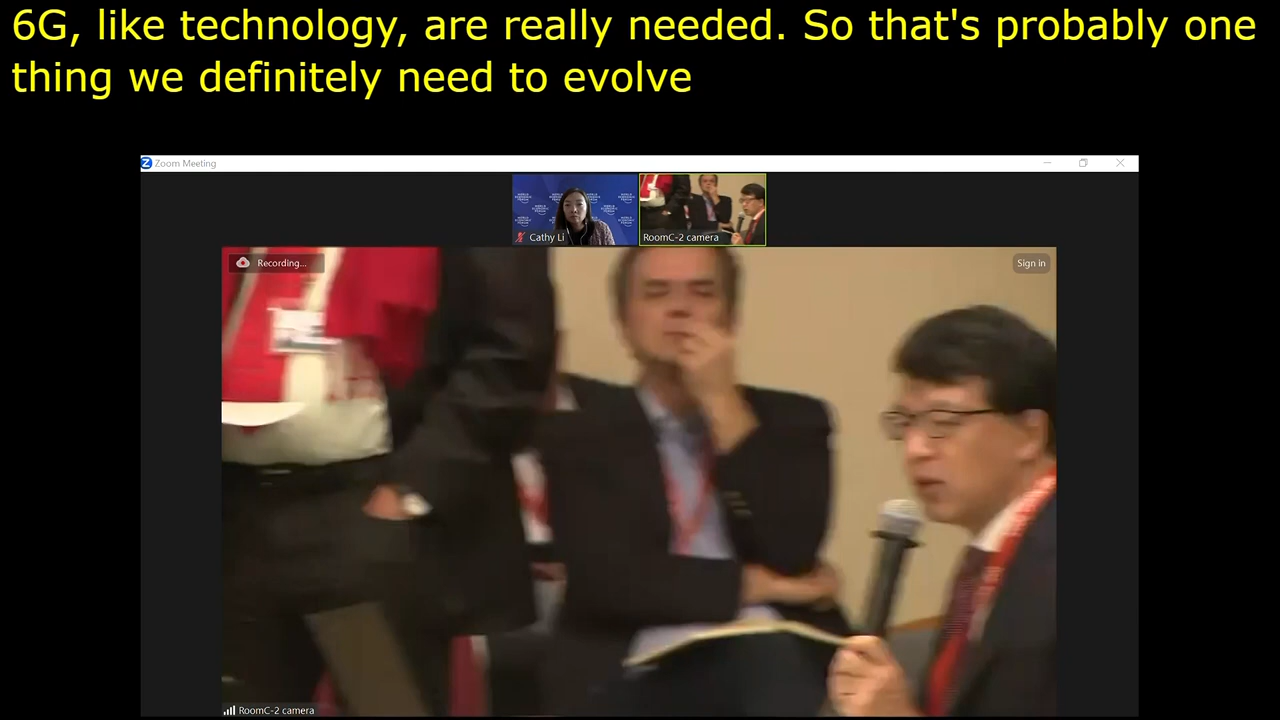 6G, like technology, are really needed. So that's probably one
thing we definitely need to evolve
Zoom Meeting
Cathy Li
RoomC-2 camera
Recording...
Sign in
RoomC-2 camera